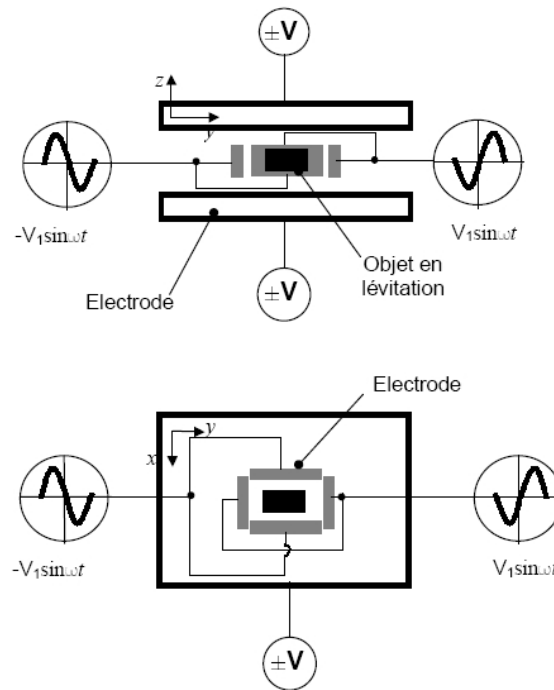 ±V
z
y
-V₁sinωt
V₁sinωt
Electrode
±V
Objet en
lévitation
Electrode
y
x
-V₁sinωt
V₁sinωt
±V